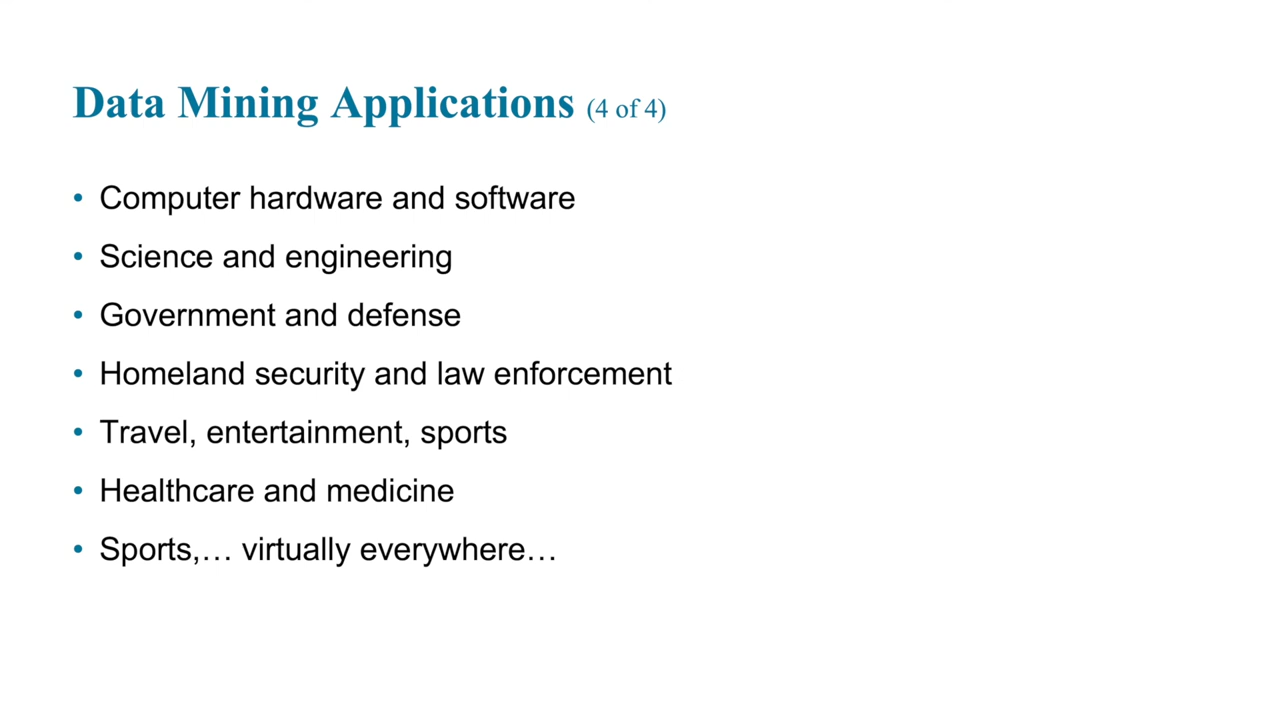 Data Mining Applications (4 of 4)
• Computer hardware and software
• Science and engineering
• Government and defense
• Homeland security and law enforcement
• Travel, entertainment, sports
• Healthcare and medicine
• Sports,… virtually everywhere…